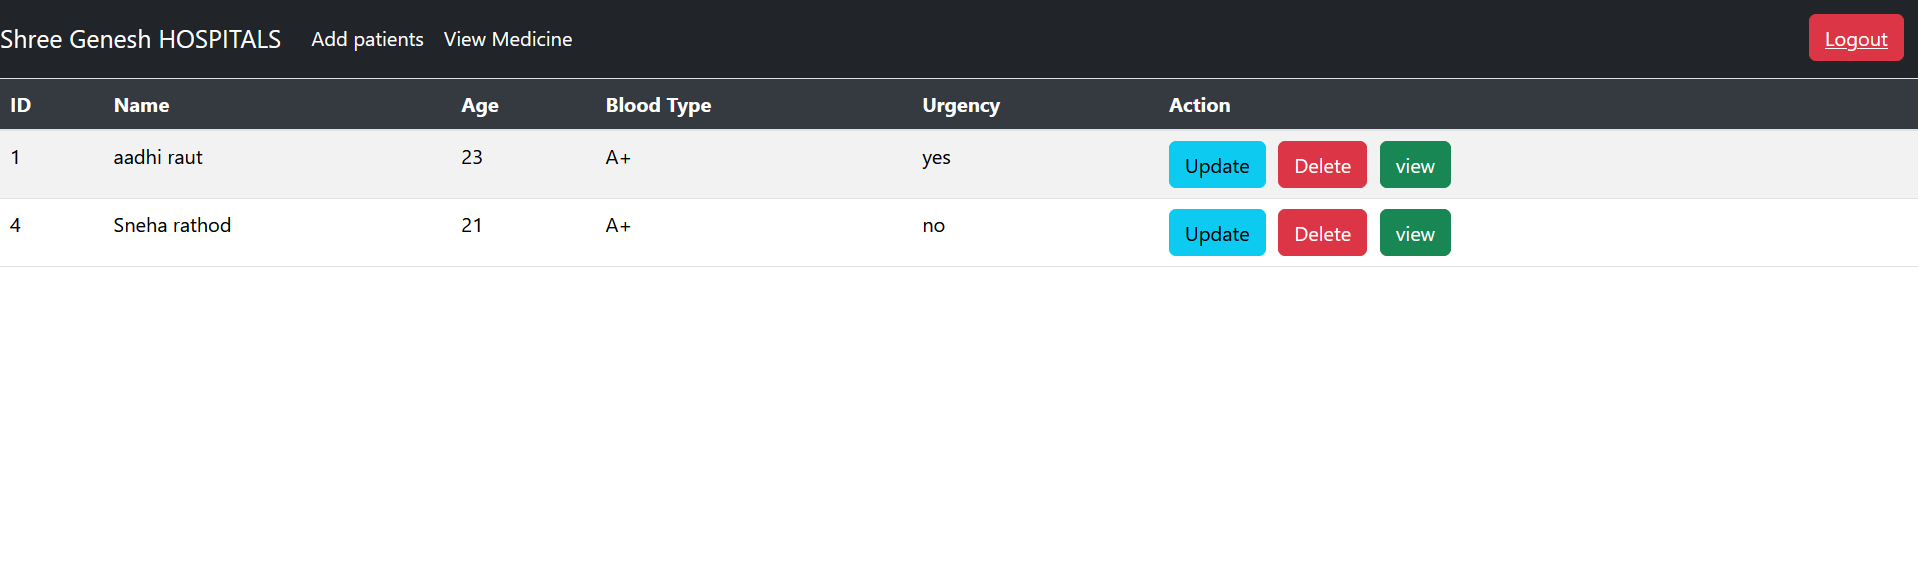 Shree Genesh HOSPITALS Add patients View Medicine Logout
ID Name Age Blood Type Urgency Action
1 aadhi raut 23 A+ yes Update Delete view
4 Sneha rathod 21 A+ no Update Delete view